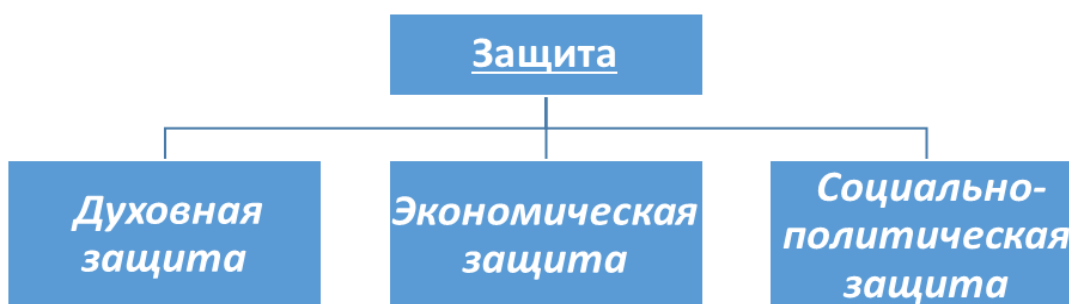 Защита
Духовная
защита
Экономическая
защита
Социально-
политическая
защита